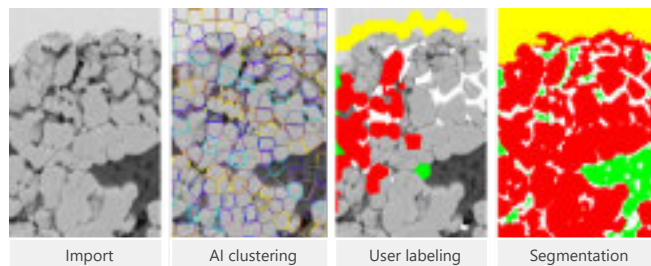 Import
AI clustering
User labeling
Segmentation